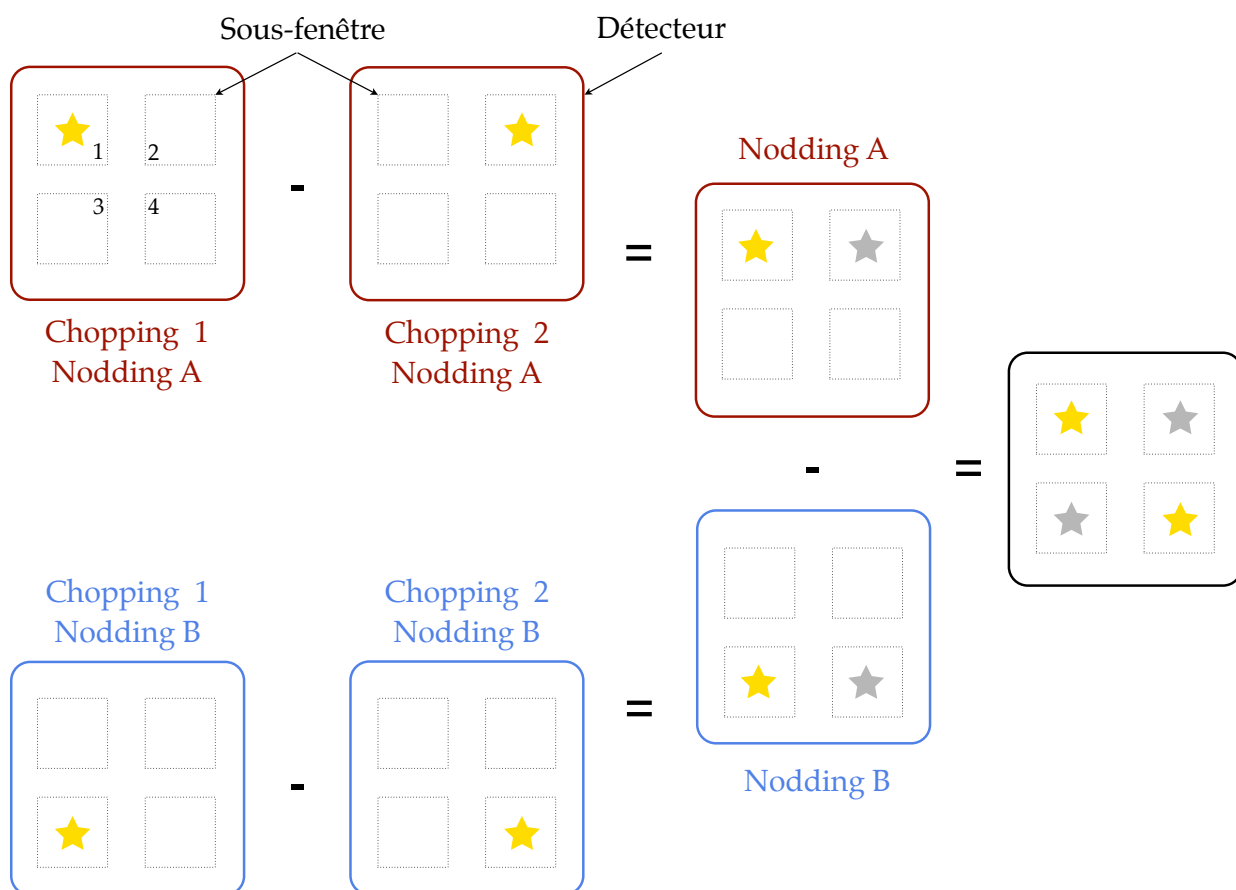 Sous-fenêtre
Détecteur
1 2
3 4
-
=
Nodding A
Chopping 1
Nodding A
Chopping 2
Nodding A
-
=
Chopping 1
Nodding B
Chopping 2
Nodding B
-
=
Nodding B